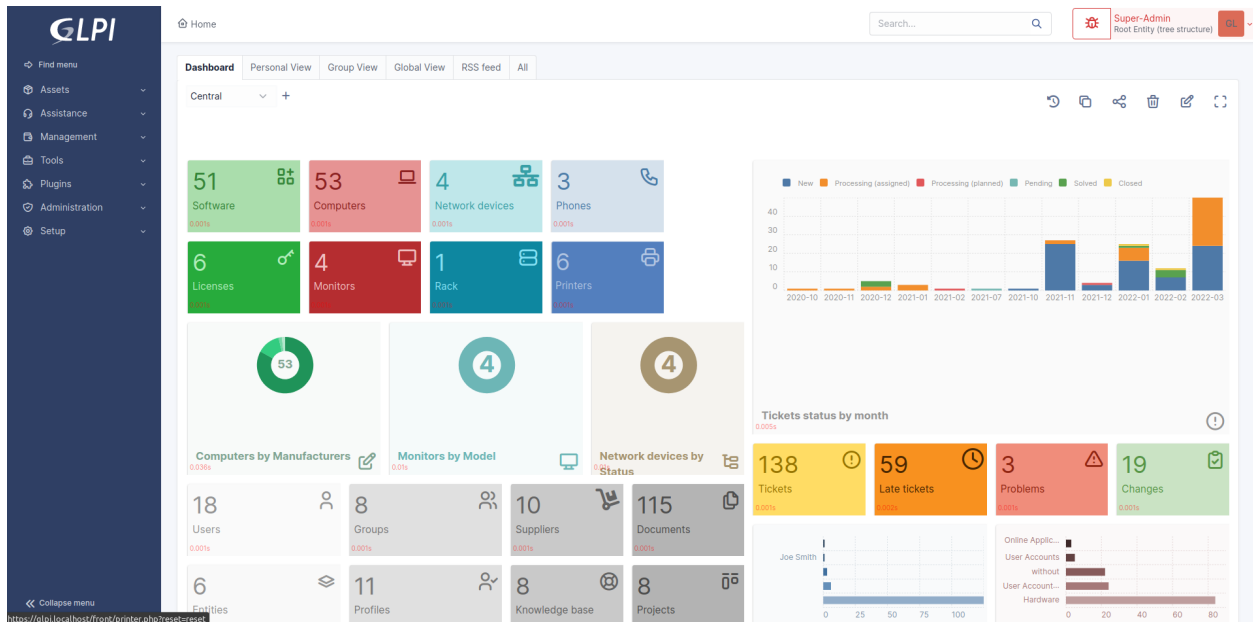 GLPI
Home
Search...
Super-Admin
Root Entity (tree structure)
GL
Find menu
Assets
Assistance
Management
Tools
Plugins
Administration
Setup
Collapse menu
https://glpi.localhost/front/printer.php?reset=reset
Dashboard Personal View Group View Global View RSS feed All
Central
51
Software
0.001s
53
Computers
0.001s
4
Network devices
0.001s
3
Phones
0.001s
6
Licenses
4
Monitors
1
Rack
6
Printers
53
Computers by Manufacturers
0.036s
4
Monitors by Model
0.01s
4
Network devices by
Status
0.01s
18
Users
0.001s
8
Groups
0.001s
10
Suppliers
0.001s
115
Documents
0.001s
6
Entities
11
Profiles
8
Knowledge base
8
Projects
New Processing (assigned) Processing (planned) Pending Solved Closed
40
30
20
10
0
2020-10 2020-11 2020-12 2021-01 2021-02 2021-07 2021-10 2021-11 2021-12 2022-01 2022-02 2022-03
Tickets status by month
0.005s
138
Tickets
0.001s
59
Late tickets
0.002s
3
Problems
0.001s
19
Changes
0.001s
Joe Smith
0 25 50 75 100
Online Applic...
User Accounts
without
User Account...
Hardware
0 20 40 60 80